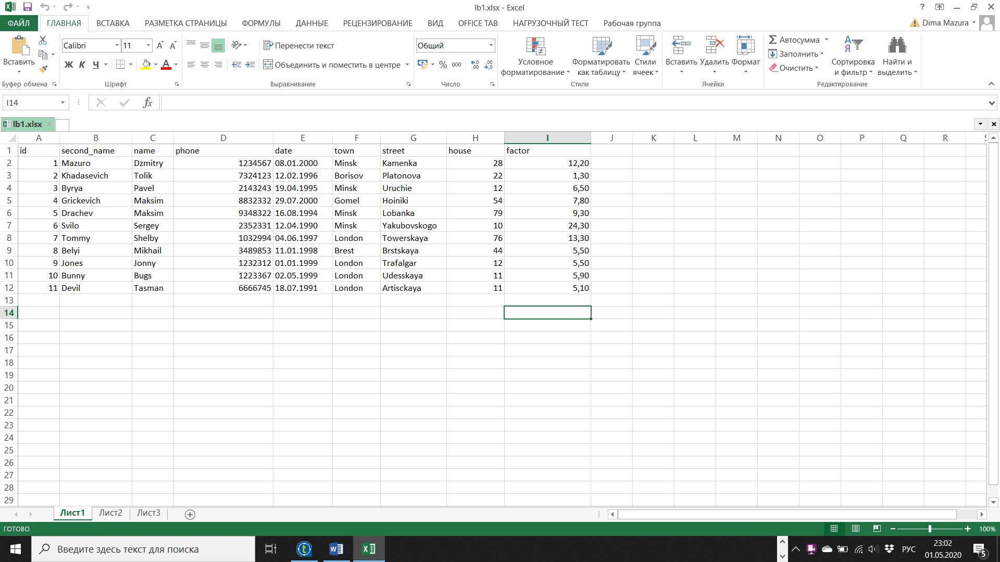 lb1.xlsx - Excel
ФАЙЛ ГЛАВНАЯ ВСТАВКА РАЗМЕТКА СТРАНИЦЫ ФОРМУЛЫ ДАННЫЕ РЕЦЕНЗИРОВАНИЕ ВИД OFFICE TAB НАГРУЗОЧНЫЙ ТЕСТ Рабочая группа Dima Mazura
Вставить
Calibri 11
Ж К Ч
Перенести текст
Объединить и поместить в центре
Общий
% 000
Условное форматирование
Форматировать как таблицу
Стили ячеек
Вставить Удалить Формат
Автосумма
Заполнить
Очистить
Сортировка и фильтр
Найти и выделить
Буфер обмена Шрифт Выравнивание Число Стили Ячейки Редактирование
I14 fx
lb1.xlsx
A B C D E F G H I J K L M N O P Q R S
1 id second_name name phone date town street house factor
2 1 Mazuro Dzmitry 1234567 08.01.2000 Minsk Kamenka 28 12,20
3 2 Khadasevich Tolik 7324123 12.02.1996 Borisov Platonova 22 1,30
4 3 Byrya Pavel 2143243 19.04.1995 Minsk Uruchie 12 6,50
5 4 Grickevich Maksim 8832332 29.07.2000 Gomel Hoiniki 54 7,80
6 5 Drachev Maksim 9348322 16.08.1994 Minsk Lobanka 79 9,30
7 6 Svilo Sergey 2352331 12.04.1990 Minsk Yakubovskogo 10 24,30
8 7 Tommy Shelby 1032994 04.06.1997 London Towerskaya 76 13,30
9 8 Belyi Mikhail 3489853 11.01.1998 Brest Brstskaya 44 5,50
10 9 Jones Jonny 1232312 01.01.1999 London Trafalgar 12 5,50
11 10 Bunny Bugs 1223367 02.05.1999 London Udesskaya 11 5,90
12 11 Devil Tasman 6666745 18.07.1991 London Artisckaya 11 5,10
13
14
15
16
17
18
19
20
21
22
23
24
25
26
27
28
29
Лист1 Лист2 Лист3
ГОТОВО 100%
Введите здесь текст для поиска
РУС
23:02
01.05.2020
5